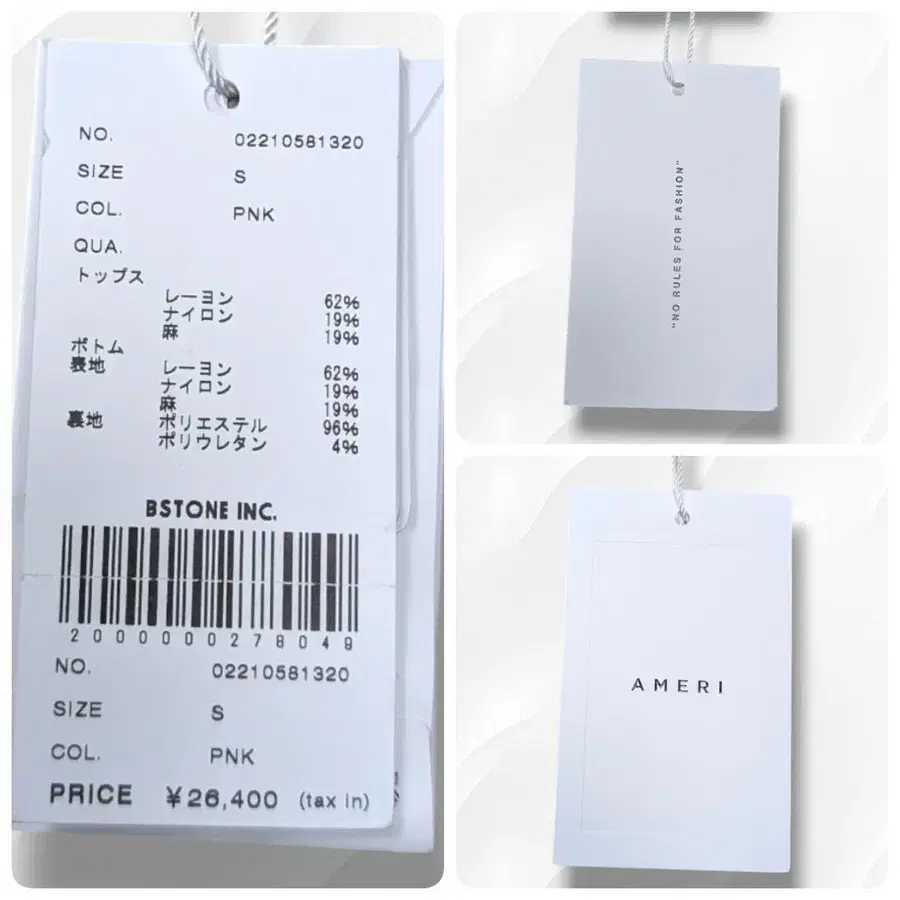 NO. 02210581320
SIZE S
COL. PNK
QUA.
トップス
レーヨン 62%
ナイロン 19%
麻 19%
ボトム
表地 レーヨン 62%
ナイロン 19%
麻 19%
裏地 ポリエステル 96%
ポリウレタン 4%
BSTONE INC.
2000000278049
NO. 02210581320
SIZE S
COL. PNK
PRICE ¥26,400 (tax in)
"NO RULES FOR FASHION"
AMERI